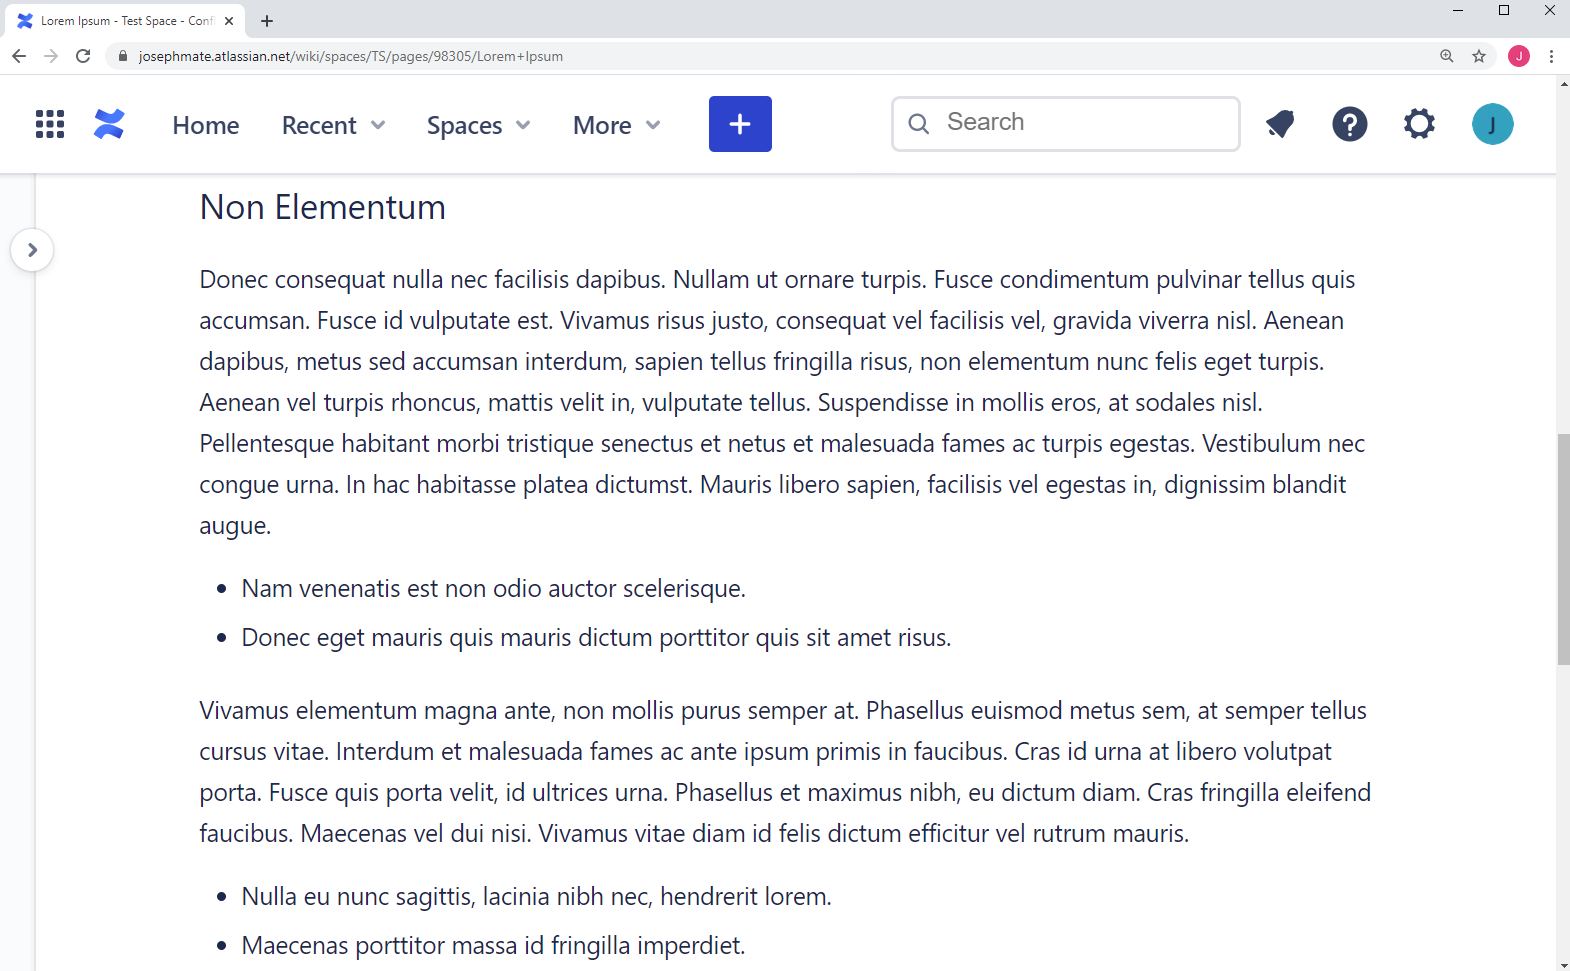 Lorem Ipsum - Test Space - Conf
josephmate.atlassian.net/wiki/spaces/TS/pages/98305/Lorem+Ipsum
J
Home
Recent
Spaces
More
+
Search
?
J
Non Elementum
Donec consequat nulla nec facilisis dapibus. Nullam ut ornare turpis. Fusce condimentum pulvinar tellus quis
accumsan. Fusce id vulputate est. Vivamus risus justo, consequat vel facilisis vel, gravida viverra nisl. Aenean
dapibus, metus sed accumsan interdum, sapien tellus fringilla risus, non elementum nunc felis eget turpis.
Aenean vel turpis rhoncus, mattis velit in, vulputate tellus. Suspendisse in mollis eros, at sodales nisl.
Pellentesque habitant morbi tristique senectus et netus et malesuada fames ac turpis egestas. Vestibulum nec
congue urna. In hac habitasse platea dictumst. Mauris libero sapien, facilisis vel egestas in, dignissim blandit
augue.
• Nam venenatis est non odio auctor scelerisque.
• Donec eget mauris quis mauris dictum porttitor quis sit amet risus.
Vivamus elementum magna ante, non mollis purus semper at. Phasellus euismod metus sem, at semper tellus
cursus vitae. Interdum et malesuada fames ac ante ipsum primis in faucibus. Cras id urna at libero volutpat
porta. Fusce quis porta velit, id ultrices urna. Phasellus et maximus nibh, eu dictum diam. Cras fringilla eleifend
faucibus. Maecenas vel dui nisi. Vivamus vitae diam id felis dictum efficitur vel rutrum mauris.
• Nulla eu nunc sagittis, lacinia nibh nec, hendrerit lorem.
• Maecenas porttitor massa id fringilla imperdiet.